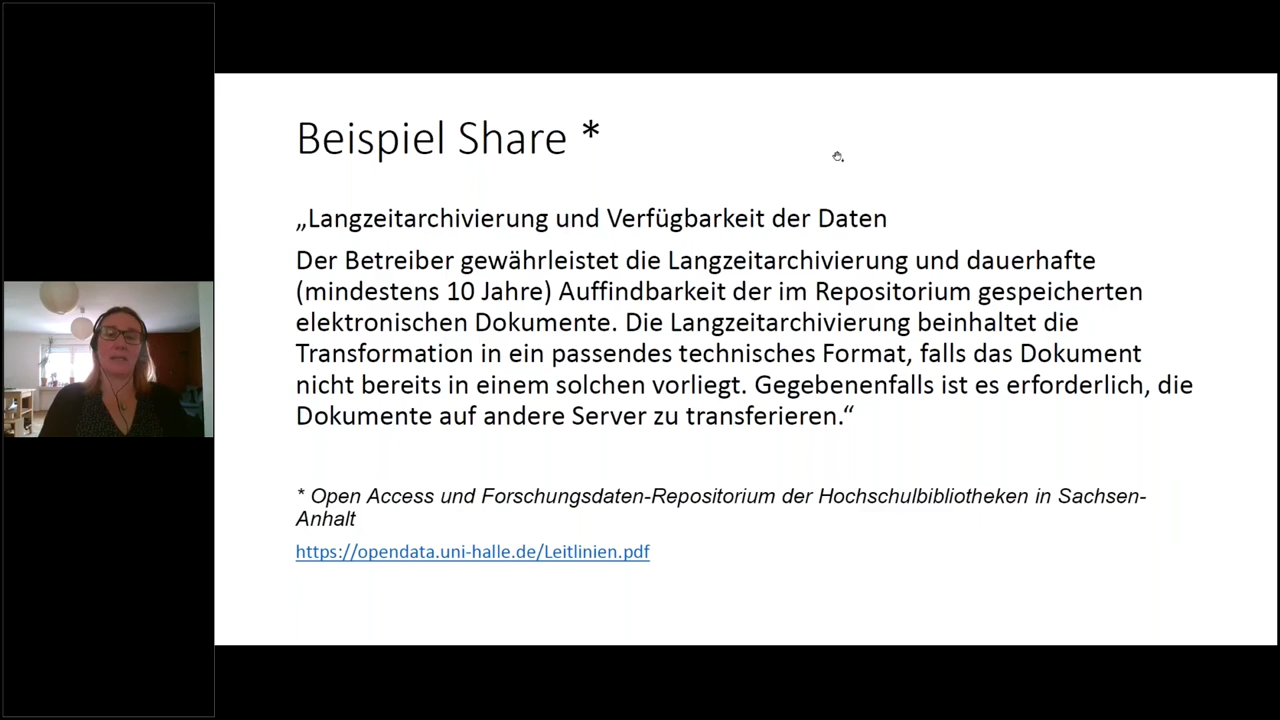 Beispiel Share *
„Langzeitarchivierung und Verfügbarkeit der Daten
Der Betreiber gewährleistet die Langzeitarchivierung und dauerhafte
(mindestens 10 Jahre) Auffindbarkeit der im Repositorium gespeicherten
elektronischen Dokumente. Die Langzeitarchivierung beinhaltet die
Transformation in ein passendes technisches Format, falls das Dokument
nicht bereits in einem solchen vorliegt. Gegebenenfalls ist es erforderlich, die
Dokumente auf andere Server zu transferieren.“
* Open Access und Forschungsdaten-Repositorium der Hochschulbibliotheken in Sachsen-
Anhalt
https://opendata.uni-halle.de/Leitlinien.pdf